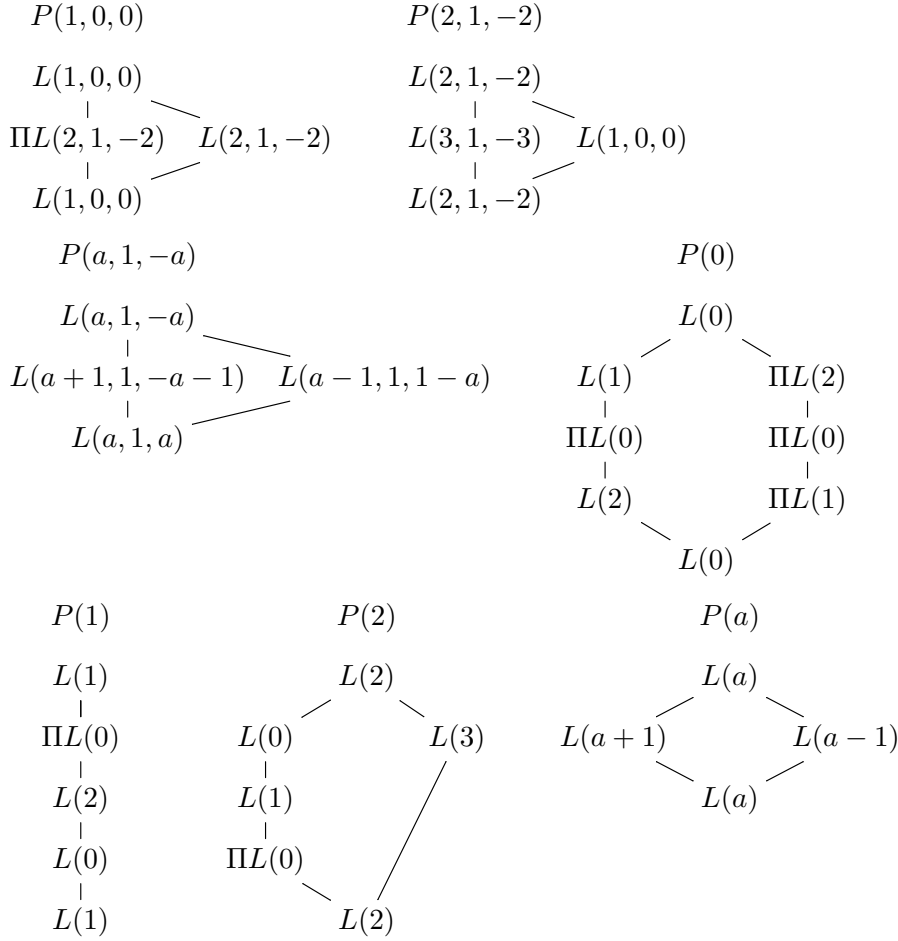 P(1, 0, 0) P(2, 1, −2)
L(1, 0, 0) L(2, 1, −2)
ΠL(2, 1, −2) L(2, 1, −2) L(3, 1, −3) L(1, 0, 0)
L(1, 0, 0) L(2, 1, −2)
P(a, 1, −a) P(0)
L(a, 1, −a) L(0)
L(a + 1, 1, −a − 1) L(a − 1, 1, 1 − a) L(1) ΠL(2)
L(a, 1, a) ΠL(0) ΠL(0)
L(2) ΠL(1)
L(0)
P(1) P(2) P(a)
L(1) L(2) L(a)
ΠL(0) L(0) L(3) L(a + 1) L(a − 1)
L(2) L(1) L(a)
L(0) ΠL(0)
L(1) L(2)